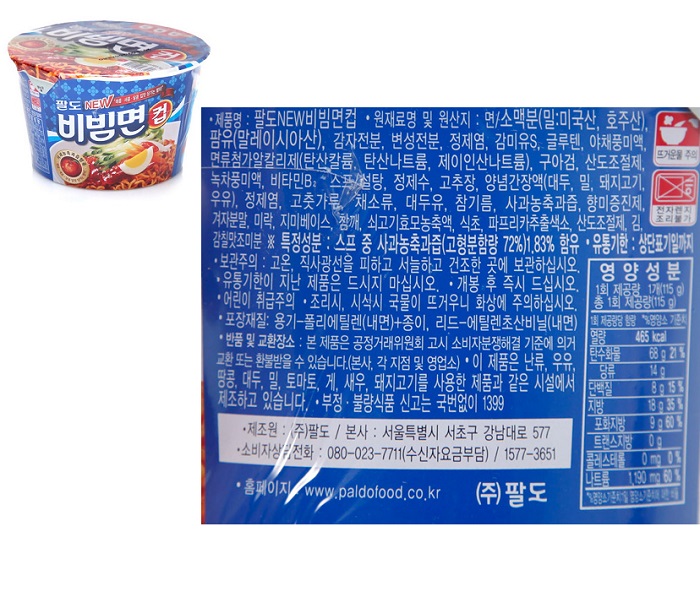 팔도 NEW
비빔면
컵
•제품명 : 팔도NEW비빔면컵 •원재료명 및 원산지 : 면/소맥분(밀:미국산, 호주산),
팜유(말레이시아산), 감자전분, 변성전분, 정제염, 감미유S, 글루텐, 야채풍미액,
면류첨가알칼리제(탄산칼륨, 탄산나트륨, 제이인산나트륨), 구아검, 산도조절제,
녹차풍미액, 비타민B₂, 스프/설탕, 정제수, 고추장, 양념간장액(대두, 밀, 돼지고기,
우유), 정제염, 고춧가루, 채소류, 대두유, 참기름, 사과농축과즙, 향미증진제,
겨자분말, 미락, 지미베이스, 참깨, 쇠고기호모농축액, 식초, 파프리카추출색소, 산도조절제, 김,
감칠맛조미분 ※ 특정성분 : 스프 중 사과농축과즙(고형분함량 72%)1.83% 함유 •유통기한 : 상단표기일까지
•보관주의 : 고온, 직사광선을 피하고 서늘하고 건조한 곳에 보관하십시오.
•유통기한이 지난 제품은 드시지 마십시오. •개봉 후 즉시 드십시오.
•어린이 취급주의 •조리시, 시식시 국물이 뜨거우니 화상에 주의하십시오.
•포장재질: 용기-폴리에틸렌(내면)+종이, 리드-에틸렌초산비닐(내면)
•반품 및 교환장소 : 본 제품은 공정거래위원회 고시 소비자분쟁해결 기준에 의거
교환 또는 환불받을 수 있습니다.(본사, 각 지점 및 영업소) •이 제품은 난류, 우유,
땅콩, 대두, 밀, 토마토, 게, 새우, 돼지고기를 사용한 제품과 같은 시설에서
제조하고 있습니다. •부정·불량식품 신고는 국번없이 1399
•제조원 : (주)팔도 / 본사 : 서울특별시 서초구 강남대로 577
•소비자상담전화 : 080-023-7711(수신자요금부담) / 1577-3651
•홈페이지 : www.paldofood.co.kr (주)팔도
뜨거움 주의
전자레인지
조리불가
영양성분
1회 제공량 1개(115 g)
총 1회 제공량(115 g)
1회 제공량당 함량 *%영양소 기준치
열량 465 kcal
탄수화물 68 g 21 %
당류 14 g
단백질 8 g 15 %
지방 18 g 35 %
포화지방 9 g 60 %
트랜스지방 0 g
콜레스테롤 0 mg 0 %
나트륨 1,190 mg 60 %